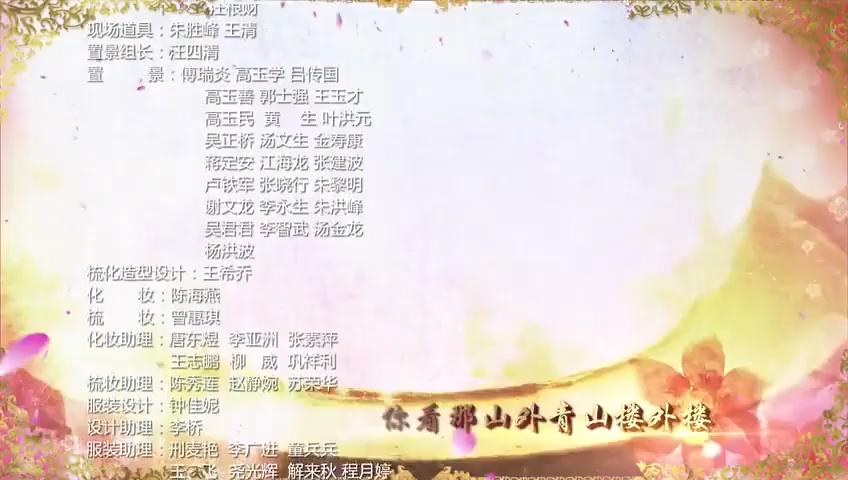 现场道具：朱胜峰 王清
置景组长：汪四清
置 景：傅瑞炎 高玉学 吕传国
高玉善 郭士强 王玉才
高玉民 黄 生 叶洪元
吴正桥 汤文生 金寿康
蒋定安 江海龙 张建波
卢铁军 张晓行 朱黎明
谢文龙 李永生 朱洪峰
吴君君 李智武 汤金龙
杨洪波
梳化造型设计：王希乔
化 妆：陈海燕
梳 妆：曾惠琪
化妆助理：唐东煜 李亚洲 张素萍
王志鹏 柳 威 巩祥利
梳妆助理：陈秀莲 赵静婉 苏荣华
服装设计：钟佳妮
你看那山外青山楼外楼
设计助理：李桥
服装助理：邢麦艳 李广进 童兵兵
尧光辉 解来秋 程月婷